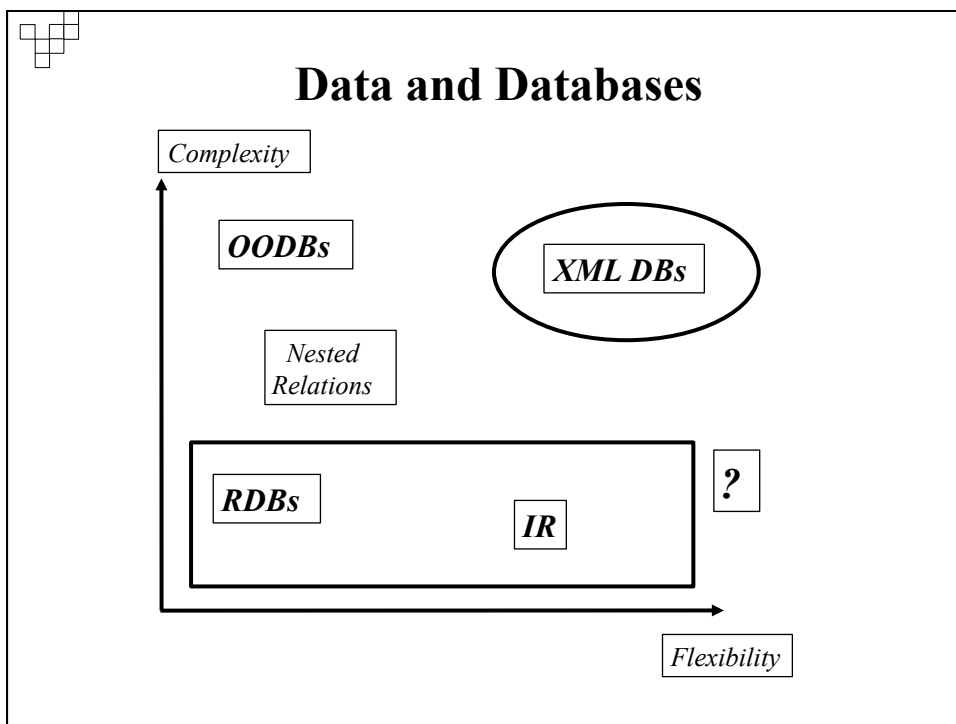 Data and Databases
Complexity
OODBs
XML DBs
Nested
Relations
RDBs
IR
?
Flexibility